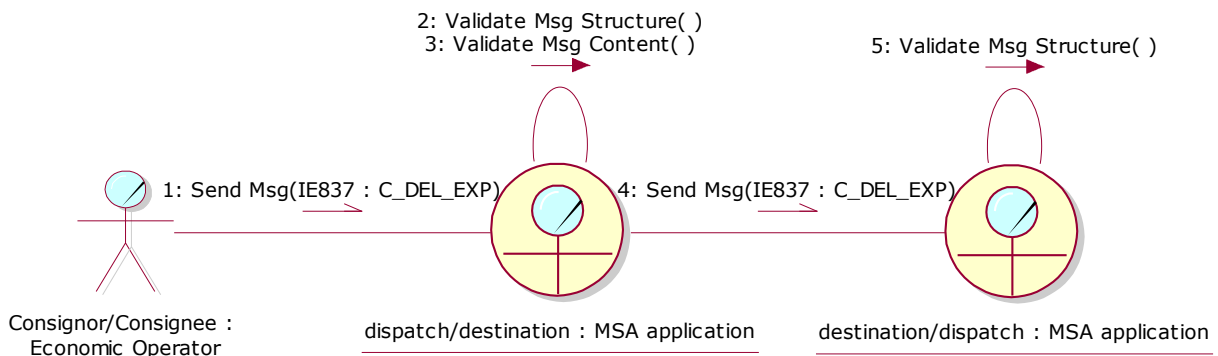 2: Validate Msg Structure( )
3: Validate Msg Content( )
5: Validate Msg Structure( )
1: Send Msg(IE837 : C_DEL_EXP)
4: Send Msg(IE837 : C_DEL_EXP)
Consignor/Consignee :
Economic Operator
dispatch/destination : MSA application
destination/dispatch : MSA application